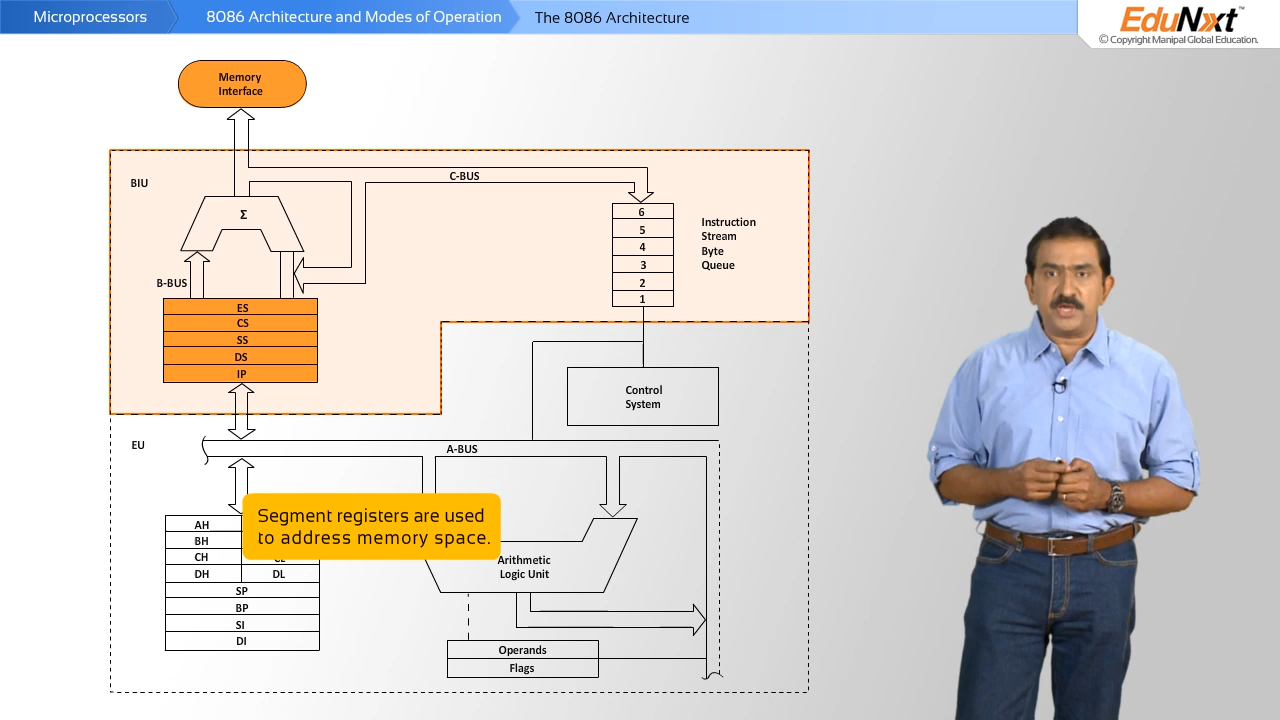 Microprocessors
8086 Architecture and Modes of Operation
The 8086 Architecture
EduNxt™
© Copyright Manipal Global Education.
Memory
Interface
BIU
C-BUS
Σ
6
5
4
3
2
1
Instruction
Stream
Byte
Queue
B-BUS
ES
CS
SS
DS
IP
Control
System
EU
A-BUS
Segment registers are used
to address memory space.
AH
BH
CH
DH DL
SP
BP
SI
DI
Arithmetic
Logic Unit
Operands
Flags